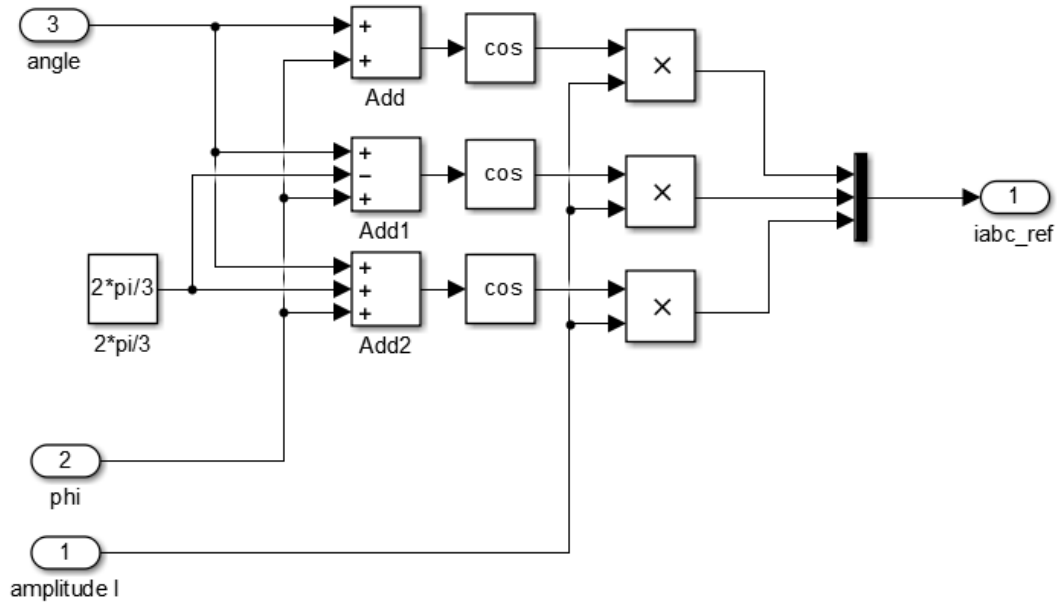 3
angle
+
+
Add
cos
×
+
−
+
Add1
cos
×
1
iabc_ref
2*pi/3
2*pi/3
+
+
+
Add2
cos
×
2
phi
1
amplitude I